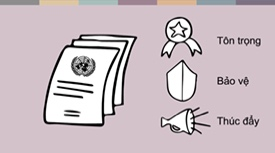 Tôn trọng
Bảo vệ
Thúc đẩy